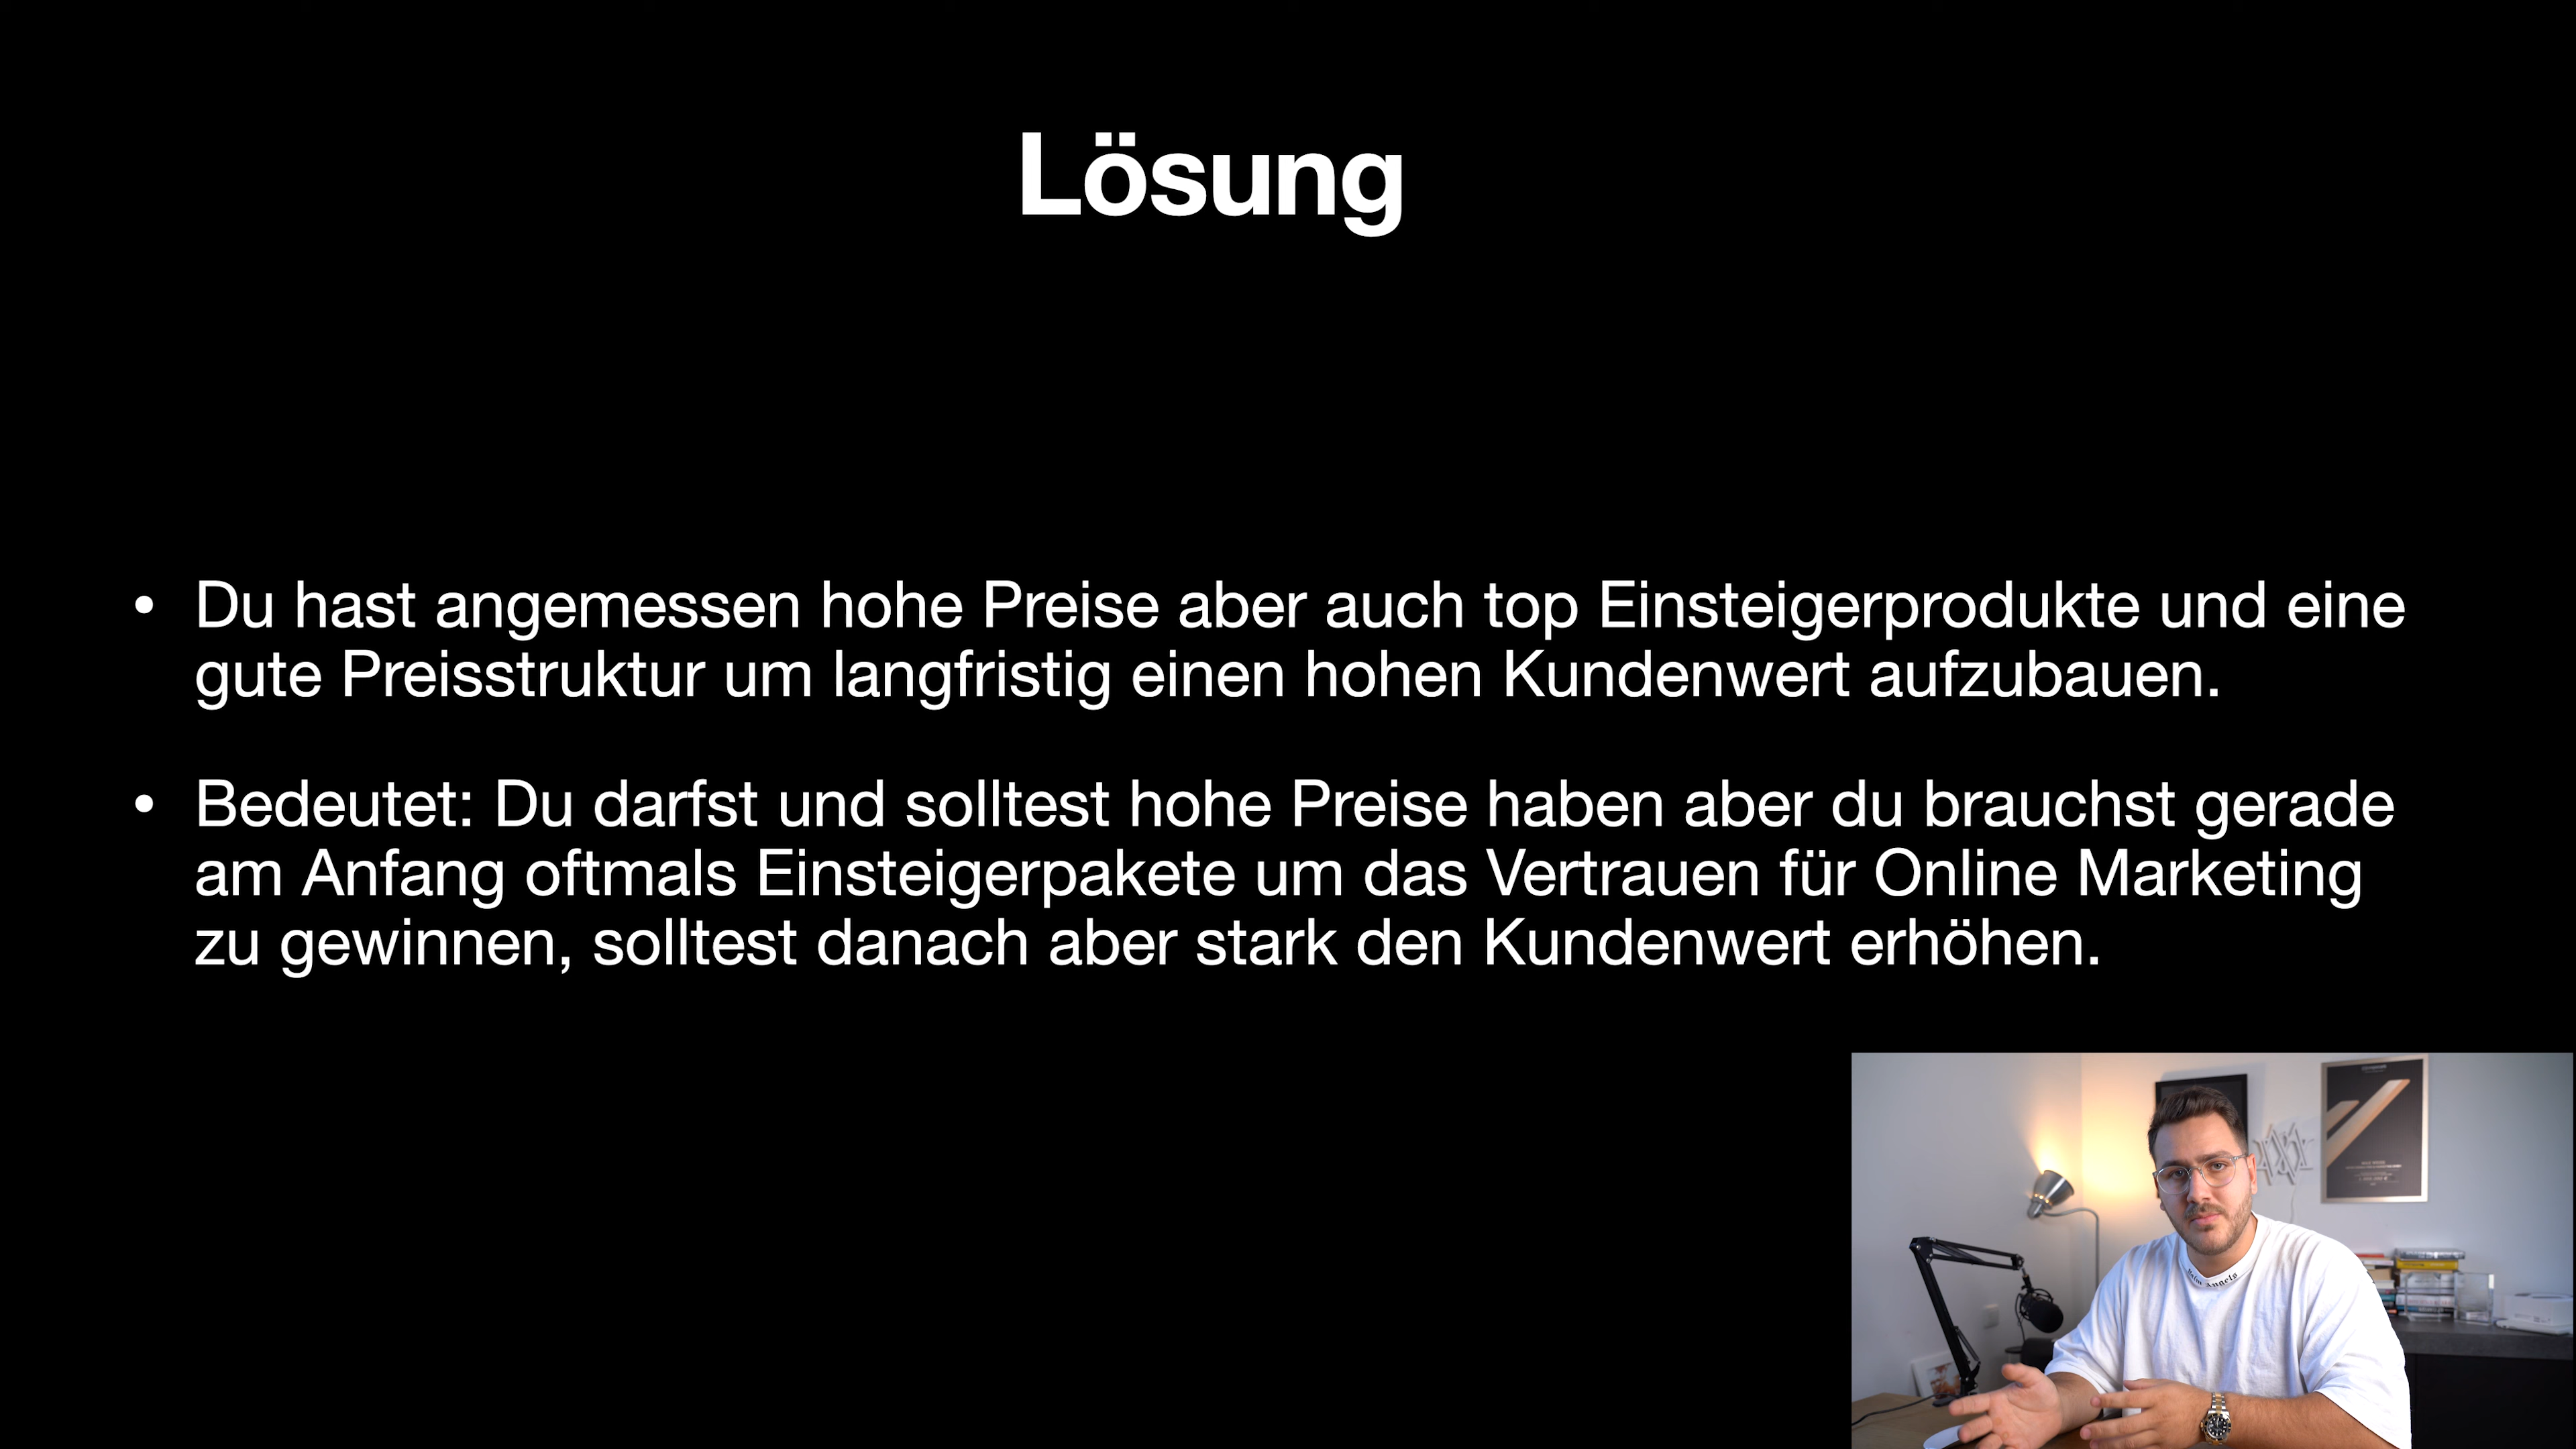 Lösung
• Du hast angemessen hohe Preise aber auch top Einsteigerprodukte und eine
gute Preisstruktur um langfristig einen hohen Kundenwert aufzubauen.
• Bedeutet: Du darfst und solltest hohe Preise haben aber du brauchst gerade
am Anfang oftmals Einsteigerpakete um das Vertrauen für Online Marketing
zu gewinnen, solltest danach aber stark den Kundenwert erhöhen.
Palm Angels